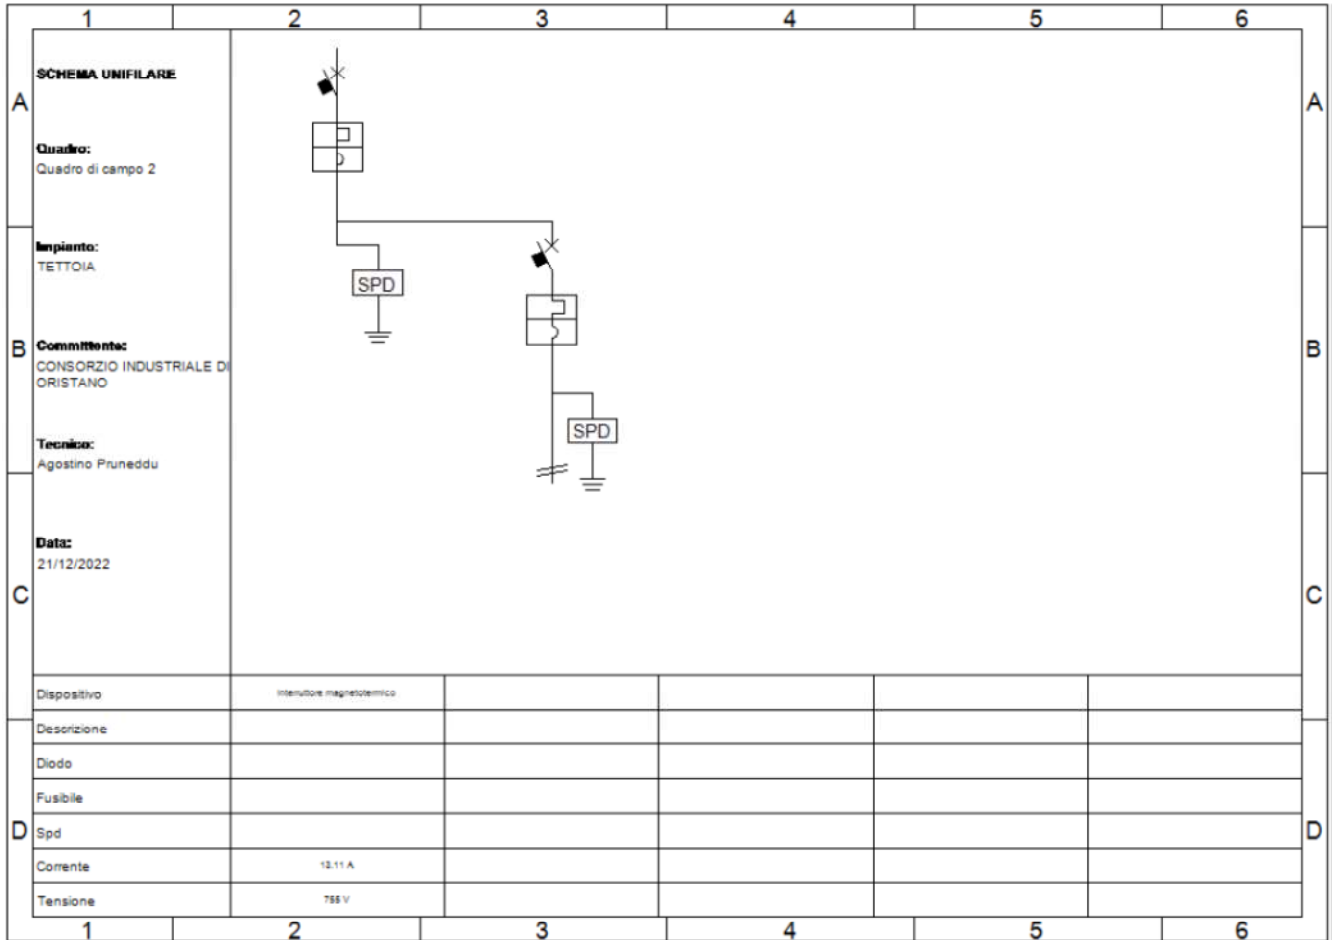 1 2 3 4 5 6
SCHEMA UNIFILARE
A A
Quadro:
Quadro di campo 2
Impianto:
TETTOIA
SPD
B B
Committente:
CONSORZIO INDUSTRIALE DI
ORISTANO
SPD
Tecnico:
Agostino Pruneddu
Data:
21/12/2022
C C
Dispositivo Interruttore magnetotermico
Descrizione
Diodo
Fusibile
D Spd D
Corrente 13.11 A
Tensione 755 V
1 2 3 4 5 6